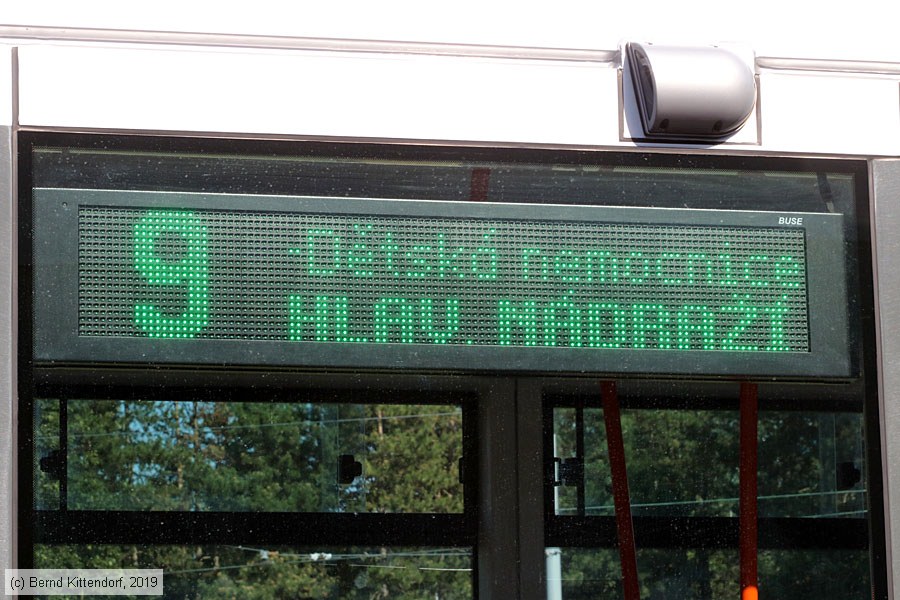 BUSE
9
-Dětská nemocnice
HLAV. NÁDRAŽÍ
(c) Bernd Kittendorf, 2019